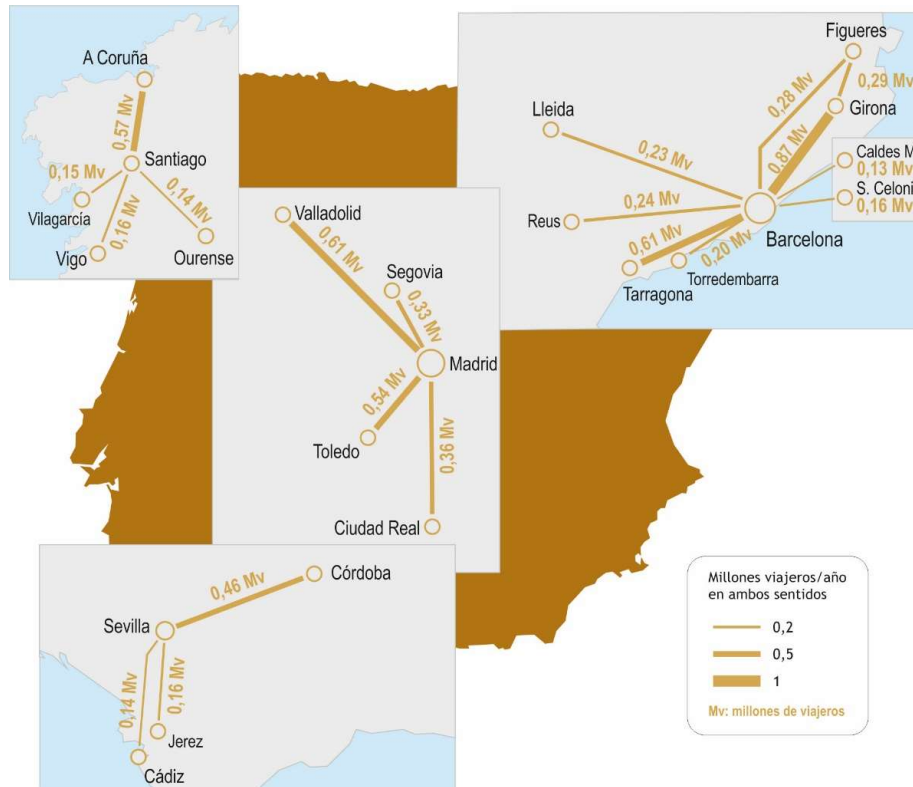 A Coruña
0,57 Mv
Santiago
0,15 Mv
0,14 Mv
Vilagarcía
0,16 Mv
Vigo
Ourense
Figueres
0,28 Mv
0,29 Mv
Girona
Lleida
0,87 Mv
0,23 Mv
Caldes M
0,13 Mv
S. Celoni
0,16 Mv
0,24 Mv
Reus
Barcelona
0,61 Mv
0,20 Mv
Torredembarra
Tarragona
Valladolid
0,61 Mv
Segovia
0,33 Mv
Madrid
0,54 Mv
Toledo
0,36 Mv
Ciudad Real
Córdoba
0,46 Mv
Sevilla
0,14 Mv
0,16 Mv
Jerez
Cádiz
Millones viajeros/año
en ambos sentidos
0,2
0,5
1
Mv: millones de viajeros